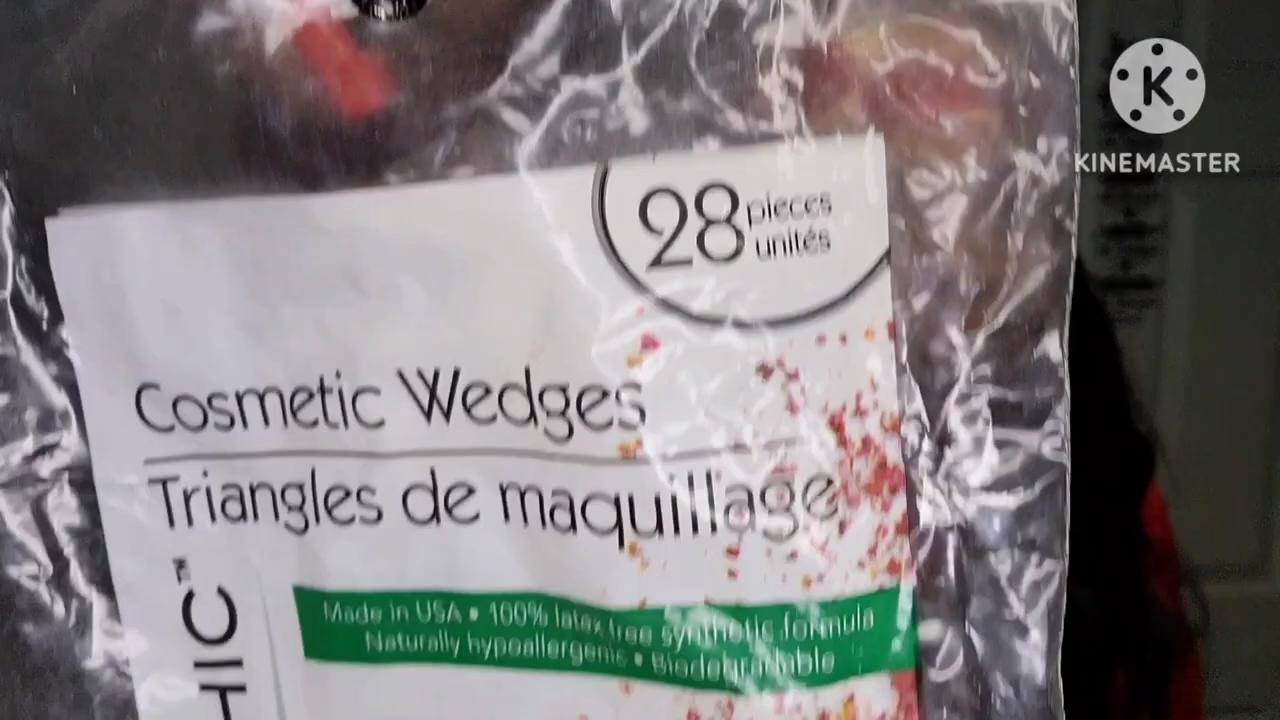 KINEMASTER
28 pieces
unités
Cosmetic Wedges
Triangles de maquillage
HIC™
Made in USA • 100% latex free synthetic formula
Naturally hypoallergenic • Biodegradable